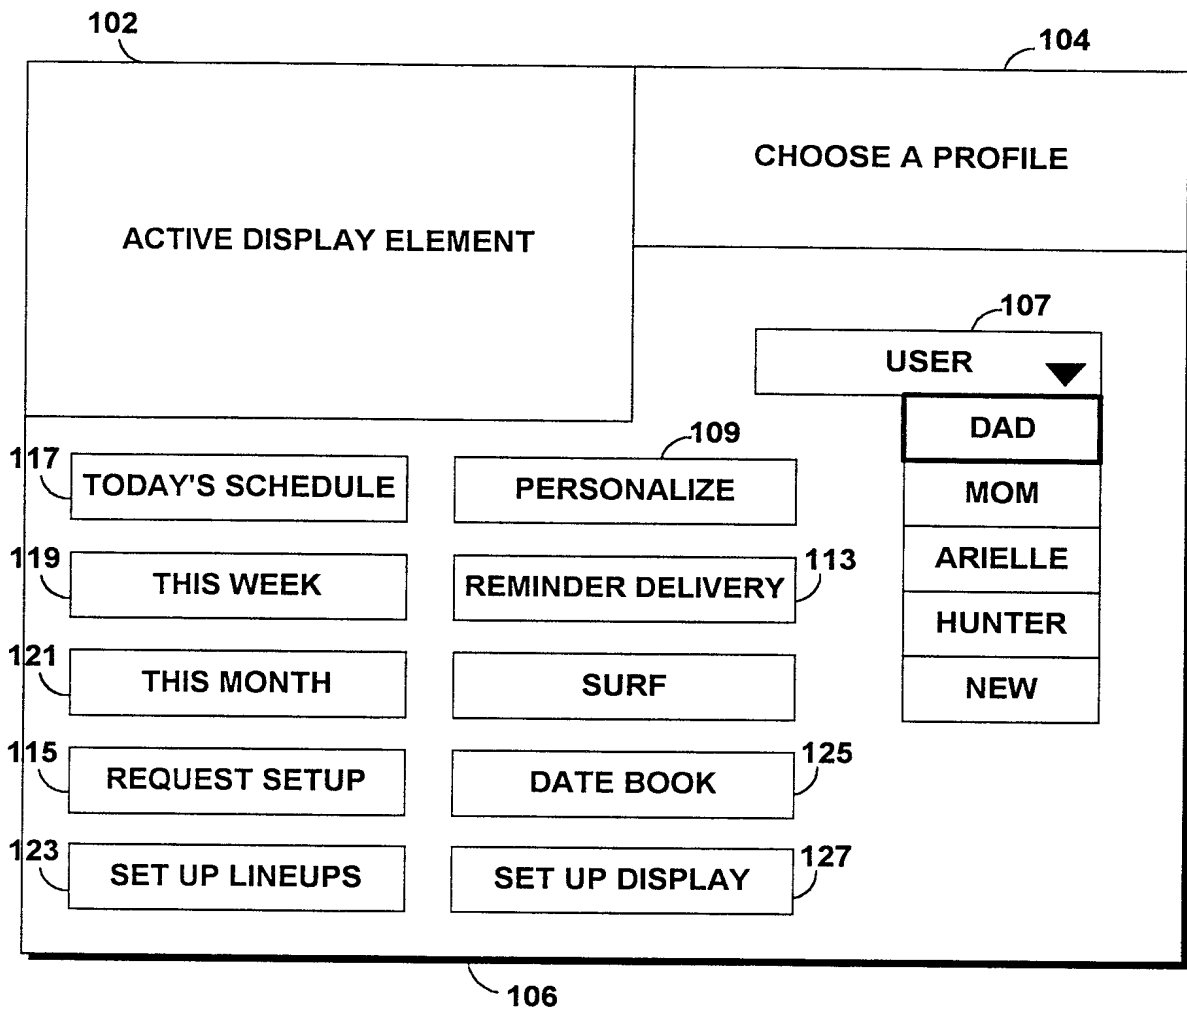 102
104
CHOOSE A PROFILE
ACTIVE DISPLAY ELEMENT
107
USER
DAD
MOM
ARIELLE
HUNTER
NEW
109
117
TODAY'S SCHEDULE
PERSONALIZE
119
THIS WEEK
REMINDER DELIVERY
113
121
THIS MONTH
SURF
115
REQUEST SETUP
DATE BOOK
125
123
SET UP LINEUPS
SET UP DISPLAY
127
106